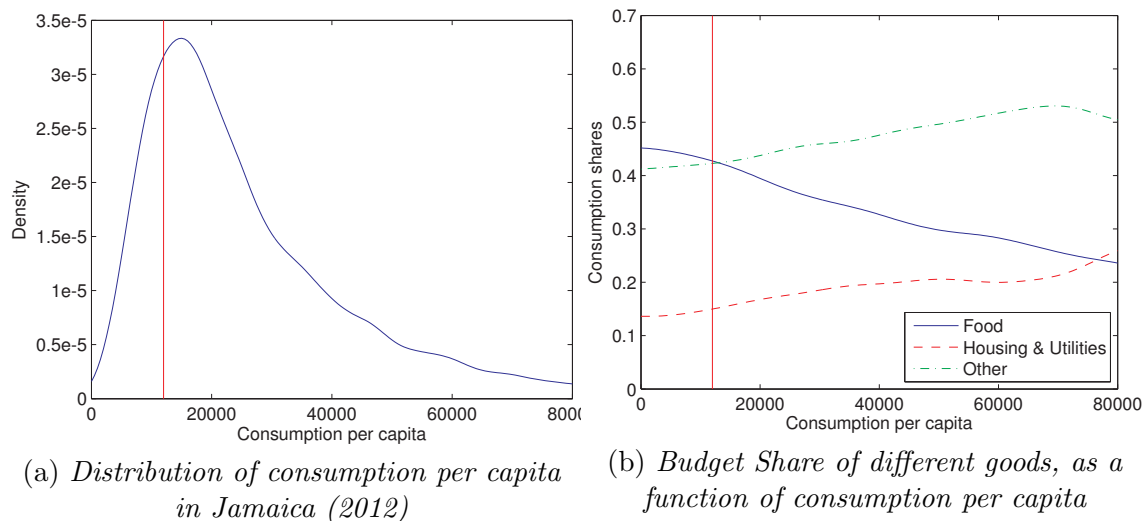 3.5e-5
3e-5
3.5e-5
2e-5
1.5e-5
1e-5
0.5e-5
0
Density
0
20000
40000
60000
8000
Consumption per capita
(a) Distribution of consumption per capita
in Jamaica (2012)
0.7
0.6
0.5
0.4
0.3
0.2
0.1
0
Consumption shares
Food
Housing & Utilities
Other
0
20000
40000
60000
80000
Consumption per capita
(b) Budget Share of different goods, as a
function of consumption per capita